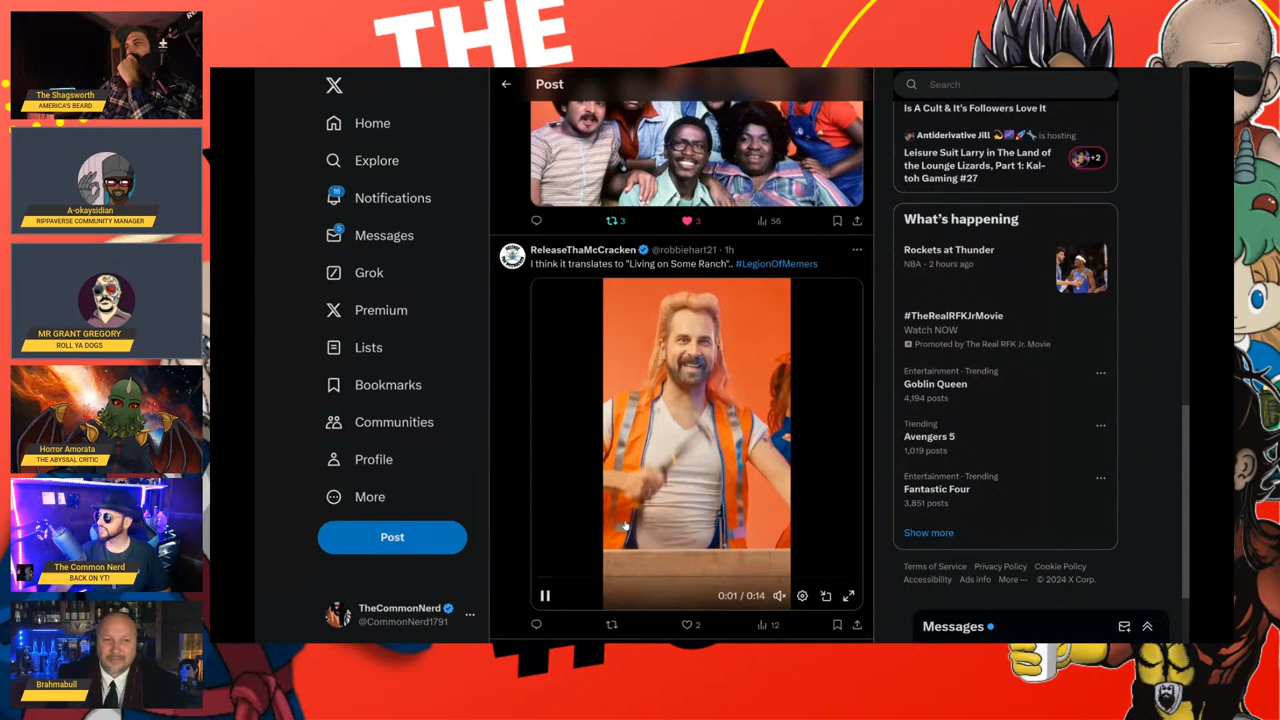 THE
The Shagsworth
AMERICA'S BEARD
A-okaysidian
RIPPAVERSE COMMUNITY MANAGER
MR GRANT GREGORY
ROLL YA DOGS
Horror Amorata
THE ABYSSAL CRITIC
The Common Nerd
BACK ON YT!
Brahmabull
Home
Explore
16
Notifications
5
Messages
Grok
Premium
Lists
Bookmarks
Communities
Profile
More
Post
TheCommonNerd
@CommonNerd1791
Post
3
3
56
ReleaseThaMcCracken @robbiehart21 · 1h
I think it translates to "Living on Some Ranch".. #LegionOfMemers
0:01 / 0:14
2
12
Search
Is A Cult & It's Followers Love It
Antiderivative Jill is hosting
Leisure Suit Larry in The Land of
the Lounge Lizards, Part 1: Kal-
toh Gaming #27
+2
What's happening
Rockets at Thunder
NBA · 2 hours ago
#TheRealRFKJrMovie
Watch NOW
Promoted by The Real RFK Jr. Movie
Entertainment · Trending
Goblin Queen
4,194 posts
Trending
Avengers 5
1,019 posts
Entertainment · Trending
Fantastic Four
3,851 posts
Show more
Terms of Service Privacy Policy Cookie Policy
Accessibility Ads info More ··· © 2024 X Corp.
Messages